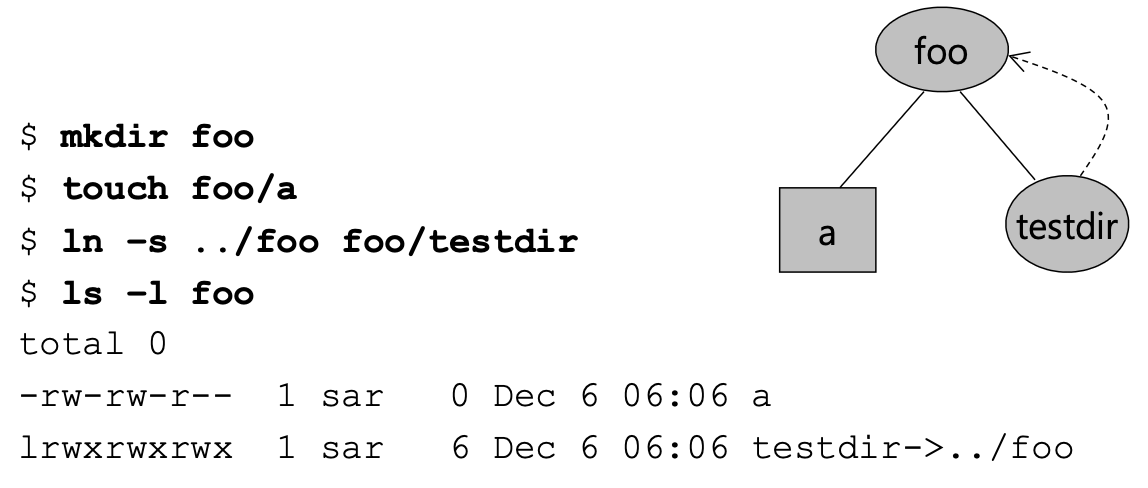 foo
$ mkdir foo
$ touch foo/a
$ ln –s ../foo foo/testdir
$ ls –l foo
a
testdir
total 0
-rw-rw-r-- 1 sar 0 Dec 6 06:06 a
lrwxrwxrwx 1 sar 6 Dec 6 06:06 testdir->../foo